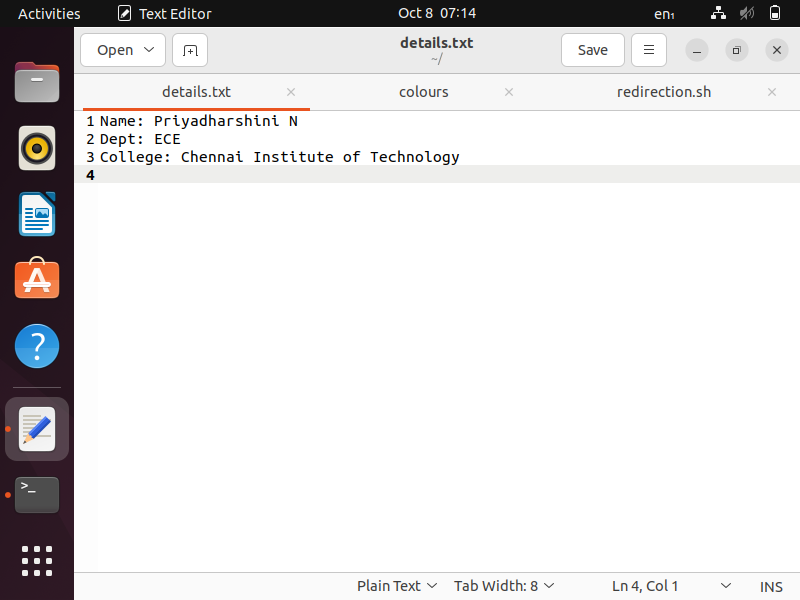 Activities Text Editor Oct 8 07:14 en₁
Open details.txt Save
~/
details.txt colours redirection.sh
1 Name: Priyadharshini N
2 Dept: ECE
3 College: Chennai Institute of Technology
4
>_
Plain Text Tab Width: 8 Ln 4, Col 1 INS